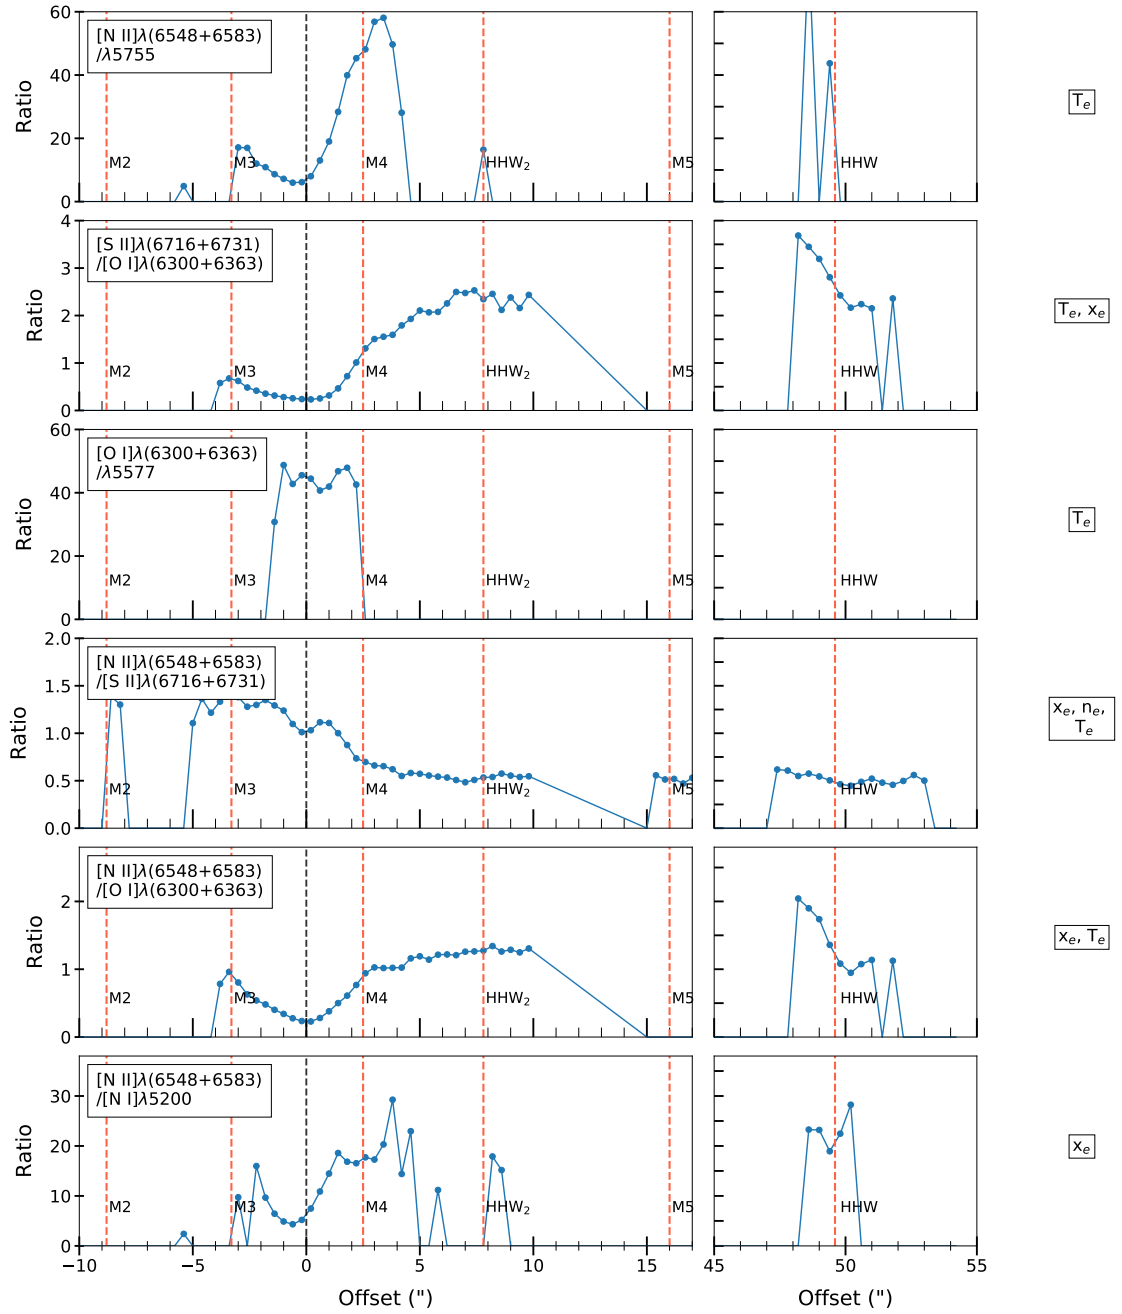 60
40
20
0
Ratio
[N II]λ(6548+6583)
/λ5755
M2
M3
M4
HHW₂
M5
HHW
Tₑ
4
3
2
1
0
Ratio
[S II]λ(6716+6731)
/[O I]λ(6300+6363)
M2
M3
M4
HHW₂
M5
HHW
Tₑ, xₑ
60
40
20
0
Ratio
[O I]λ(6300+6363)
/λ5577
M2
M3
M4
HHW₂
M5
HHW
Tₑ
2.0
1.5
1.0
0.5
0.0
Ratio
[N II]λ(6548+6583)
/[S II]λ(6716+6731)
M2
M3
M4
HHW₂
M5
HHW
xₑ, nₑ,
Tₑ
2
1
0
Ratio
[N II]λ(6548+6583)
/[O I]λ(6300+6363)
M2
M3
M4
HHW₂
M5
HHW
xₑ, Tₑ
30
20
10
0
Ratio
[N II]λ(6548+6583)
/[N I]λ5200
M2
M3
M4
HHW₂
M5
HHW
xₑ
−10 −5 0 5 10 15 45 50 55
Offset (") Offset (")